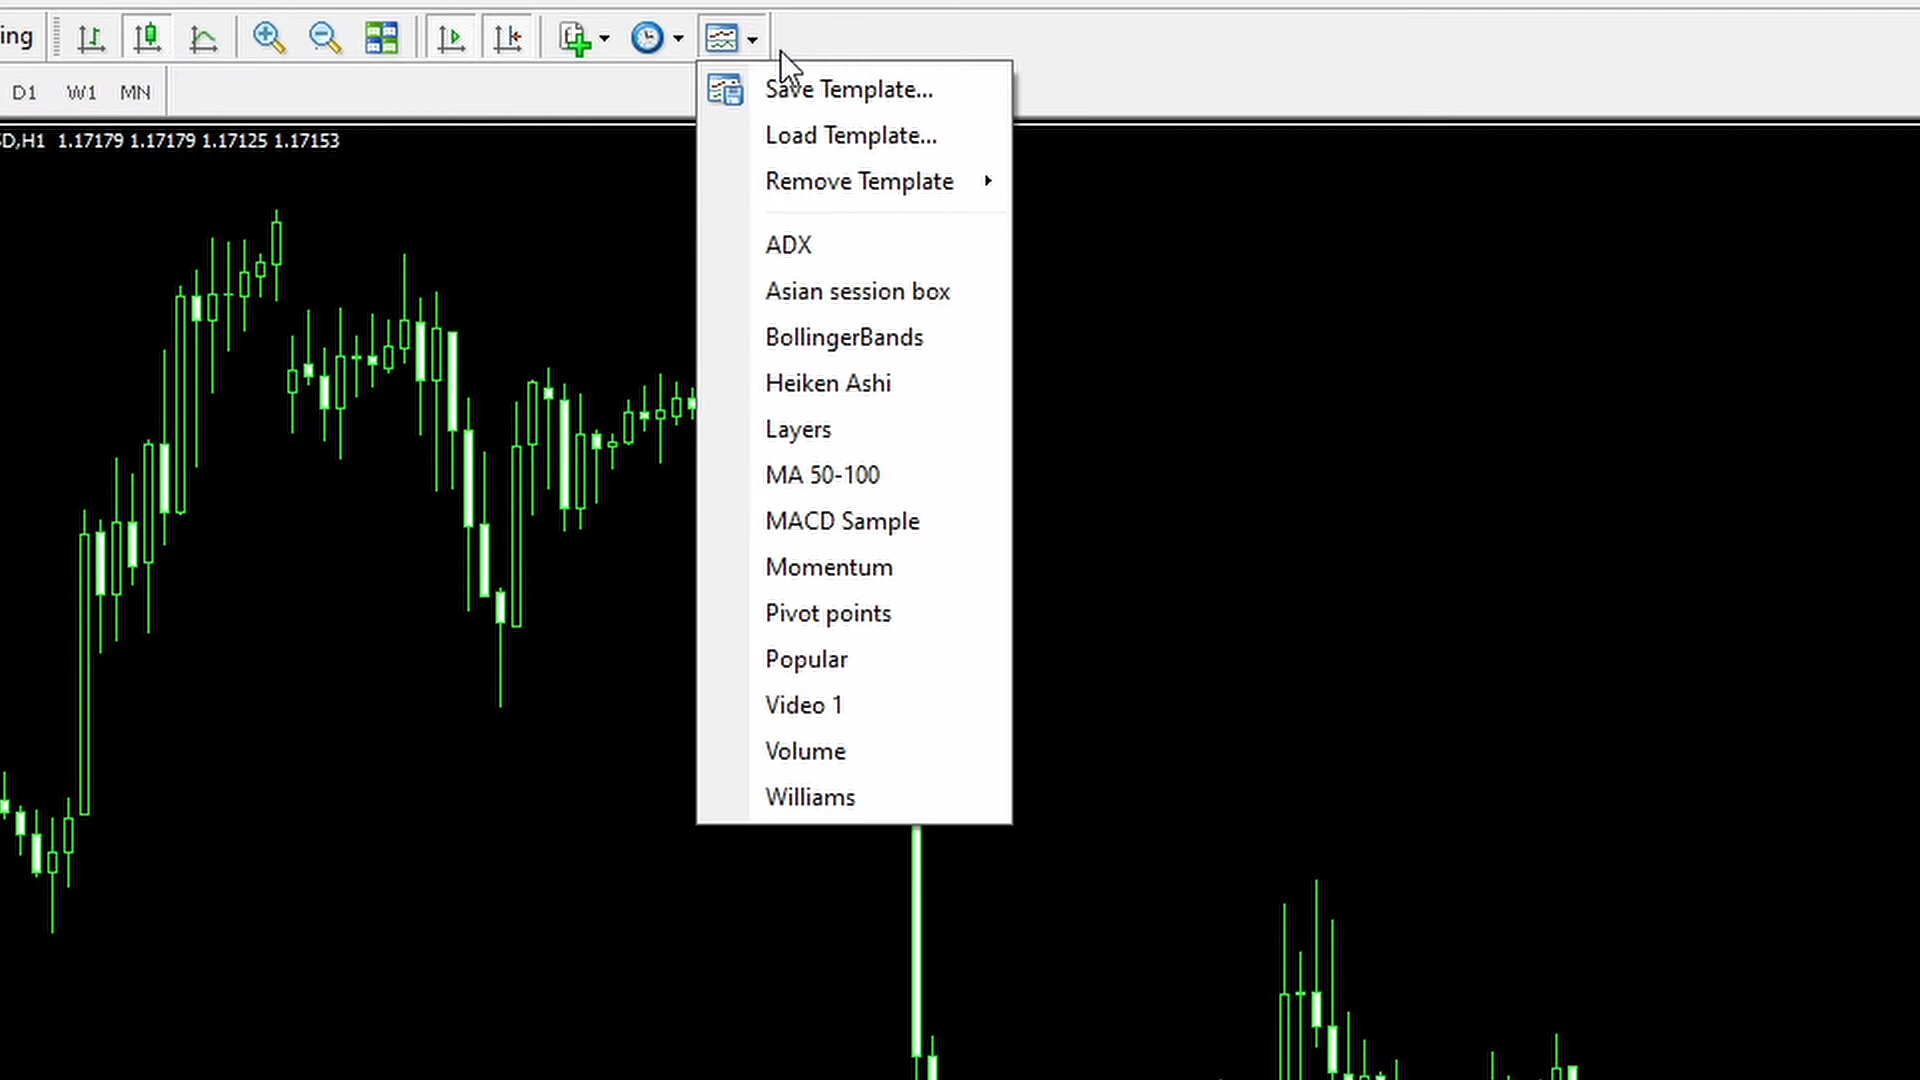 ing
D1 W1 MN
D,H1 1.17179 1.17179 1.17125 1.17153
Save Template...
Load Template...
Remove Template
ADX
Asian session box
BollingerBands
Heiken Ashi
Layers
MA 50-100
MACD Sample
Momentum
Pivot points
Popular
Video 1
Volume
Williams